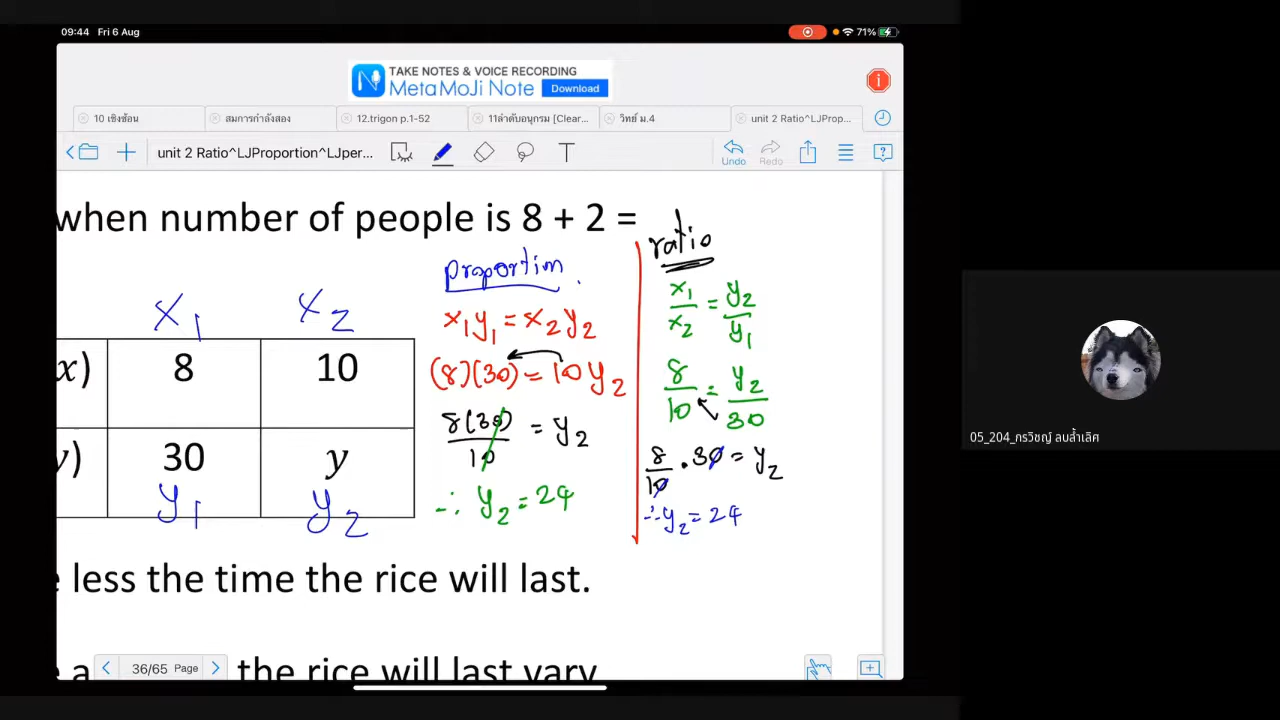 09:44 Fri 6 Aug
71%
TAKE NOTES & VOICE RECORDING
MetaMoJi Note Download
10 เชิงซ้อน
สมการกำลังสอง
12.trigon p.1-52
11ลำดับอนุกรม [Clear...
วิทย์ ม.4
unit 2 Ratio^LJProp...
unit 2 Ratio^LJProportion^LJper...
T
Undo
Redo
when number of people is 8 + 2 =
x₁
x₂
x) 8 10
y) 30 y
y₁
y₂
proportion
x₁y₁ = x₂y₂
(8)(30) = 10y₂
8(30)/10 = y₂
∴ y₂ = 24
ratio
x₁/x₂ = y₂/y₁
8/10 = y₂/30
8/10 . 30 = y₂
∴ y₂ = 24
less the time the rice will last.
36/65 Page
the rice will last vary
05_204_กรวิชญ์ ลบล้ำเลิศ